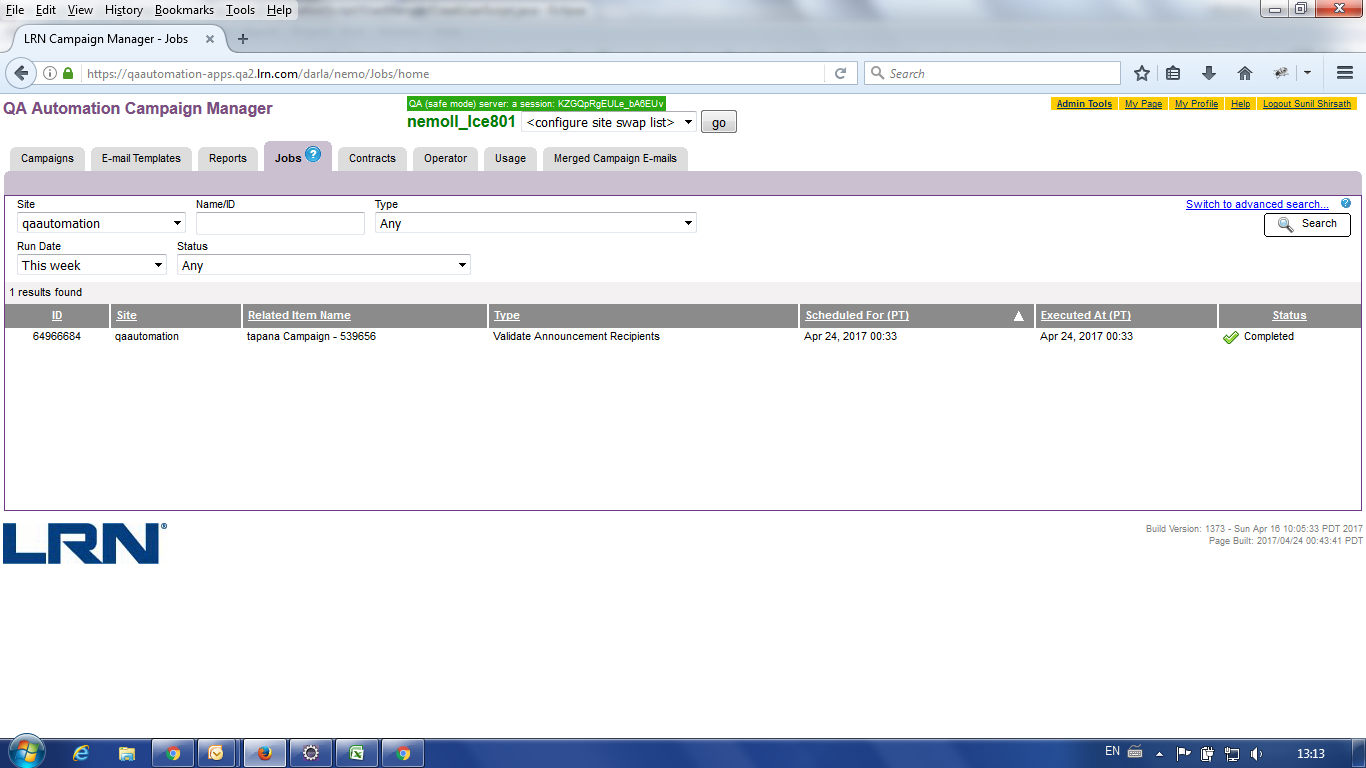 File Edit View History Bookmarks Tools Help
LRN Campaign Manager - Jobs
https://qaautomation-apps.qa2.lrn.com/darla/nemo/Jobs/home
Search
QA Automation Campaign Manager
QA (safe mode) server: a session: KZGQpRgEULe_bA6EUv
Admin Tools My Page My Profile Help Logout Sunil Shirsath
nemoll_lce801 <configure site swap list> go
Campaigns E-mail Templates Reports Jobs ? Contracts Operator Usage Merged Campaign E-mails
Site Name/ID Type
Switch to advanced search... ?
qaautomation Any
Search
Run Date Status
This week Any
1 results found
ID Site Related Item Name Type Scheduled For (PT) Executed At (PT) Status
64966684 qaautomation tapana Campaign - 539656 Validate Announcement Recipients Apr 24, 2017 00:33 Apr 24, 2017 00:33 Completed
LRN®
Build Version: 1373 - Sun Apr 16 10:05:33 PDT 2017
Page Built: 2017/04/24 00:43:41 PDT
EN 13:13